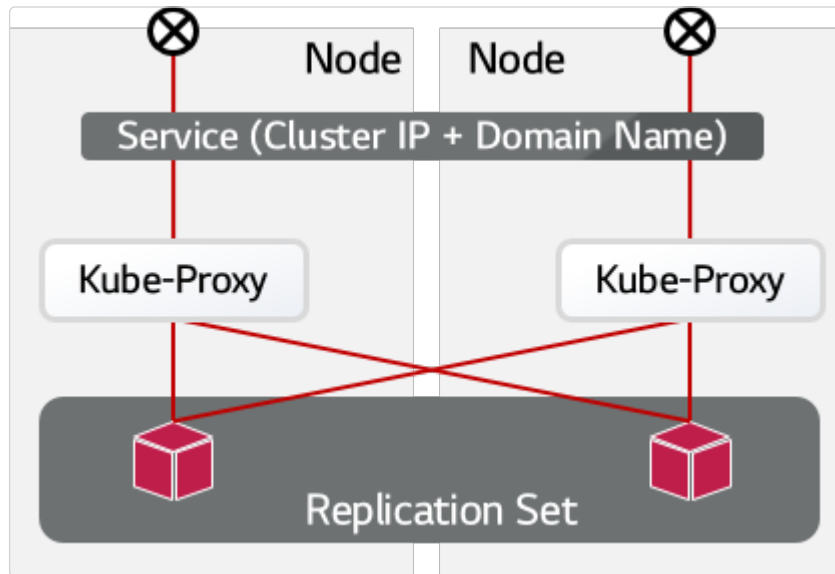 Node
Node
Service (Cluster IP + Domain Name)
Kube-Proxy
Kube-Proxy
Replication Set